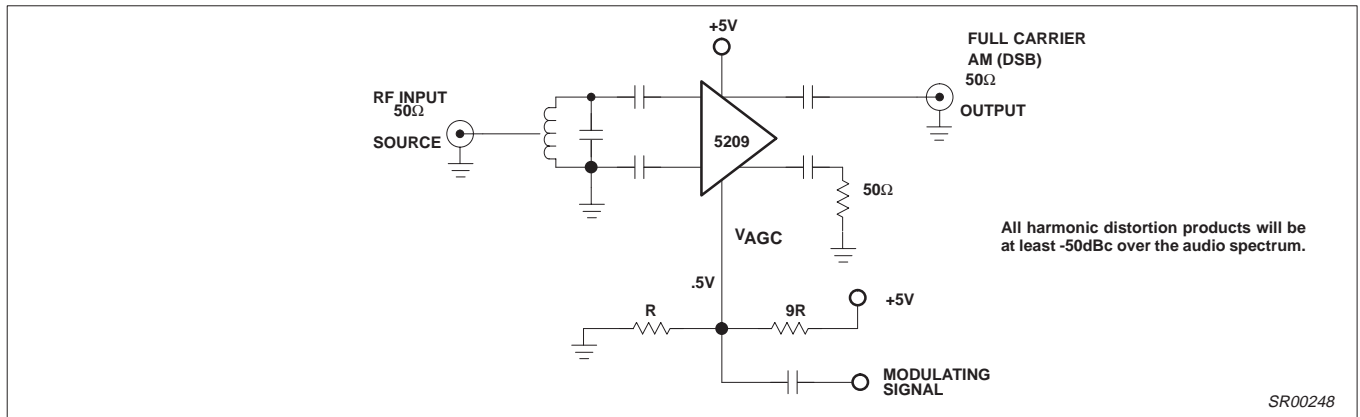 +5V
FULL CARRIER
AM (DSB)
50Ω
OUTPUT
RF INPUT
50Ω
SOURCE
5209
50Ω
All harmonic distortion products will be
at least -50dBc over the audio spectrum.
VAGC
.5V
+5V
R
9R
MODULATING
SIGNAL
SR00248